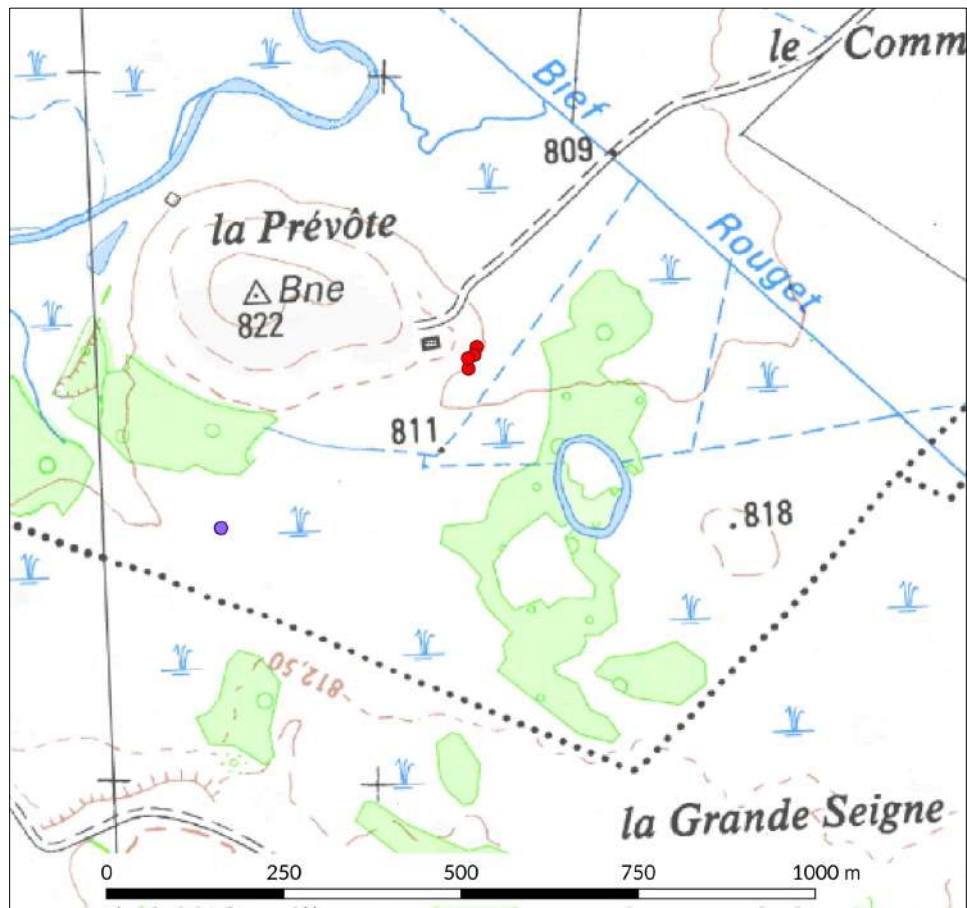 le Comm
Bief
809
Rouget
la Prévôte
Bne
822
811
818
812,50
la Grande Seigne
0 250 500 750 1000 m